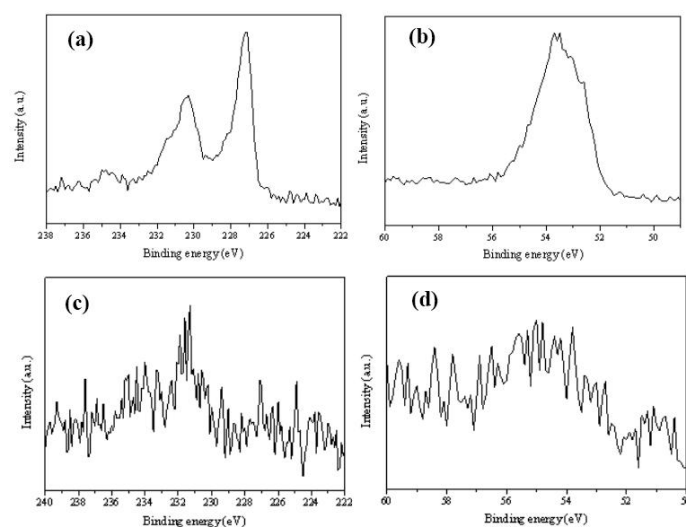 (a)
Intensity (a.u.)
238 236 234 232 230 228 226 224 222
Binding energy (eV)
(b)
Intensity (a.u.)
60 58 56 54 52 50
Binding energy (eV)
(c)
Intensity (a.u.)
240 238 236 234 232 230 228 226 224 222
Binding energy (eV)
(d)
Intensity (a.u.)
60 58 56 54 52
Binding energy (eV)